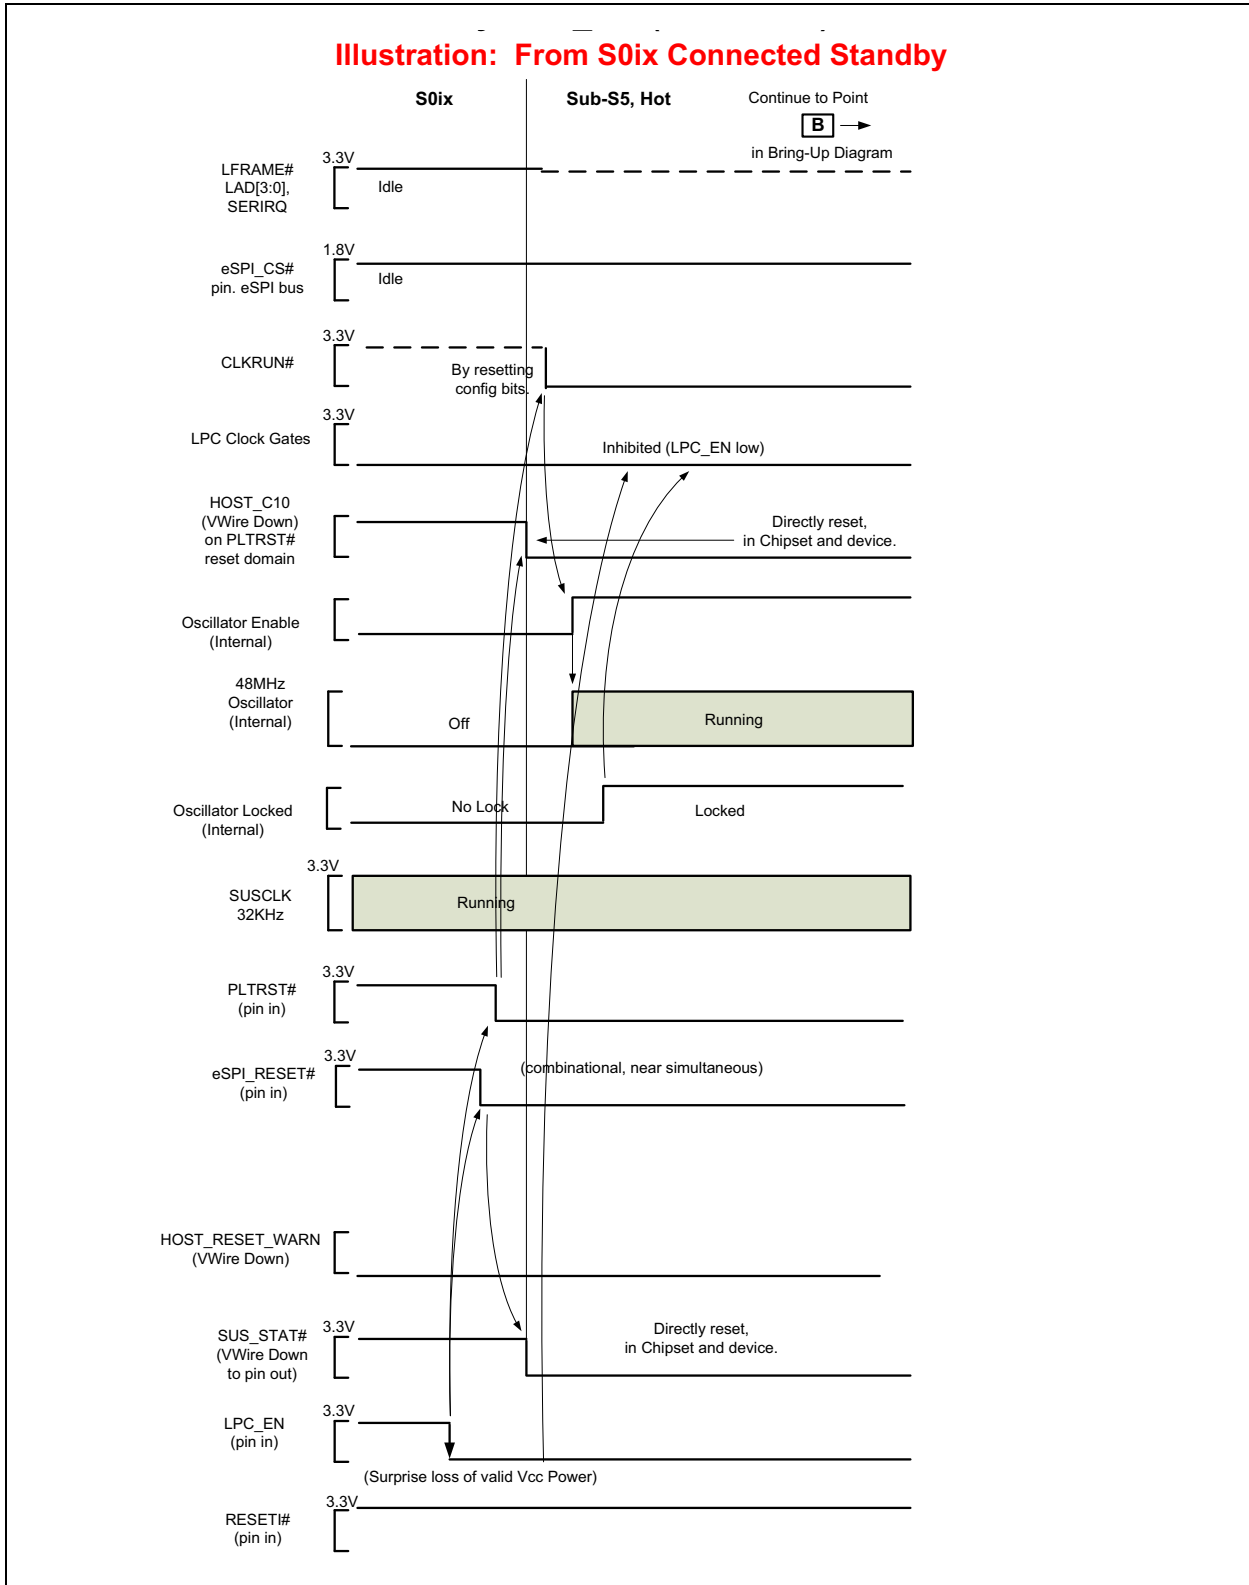 Illustration: From S0ix Connected Standby
S0ix
Sub-S5, Hot
Continue to Point
B
in Bring-Up Diagram
3.3V
LFRAME#
LAD[3:0],
SERIRQ
Idle
1.8V
eSPI_CS#
pin. eSPI bus
Idle
3.3V
CLKRUN#
By resetting
config bits.
3.3V
LPC Clock Gates
Inhibited (LPC_EN low)
HOST_C10
(VWire Down)
on PLTRST#
reset domain
Directly reset,
in Chipset and device.
Oscillator Enable
(Internal)
48MHz
Oscillator
(Internal)
Off
Running
Oscillator Locked
(Internal)
No Lock
Locked
3.3V
SUSCLK
32KHz
Running
3.3V
PLTRST#
(pin in)
3.3V
eSPI_RESET#
(pin in)
(combinational, near simultaneous)
HOST_RESET_WARN
(VWire Down)
3.3V
SUS_STAT#
(VWire Down
to pin out)
Directly reset,
in Chipset and device.
3.3V
LPC_EN
(pin in)
(Surprise loss of valid Vcc Power)
3.3V
RESETI#
(pin in)